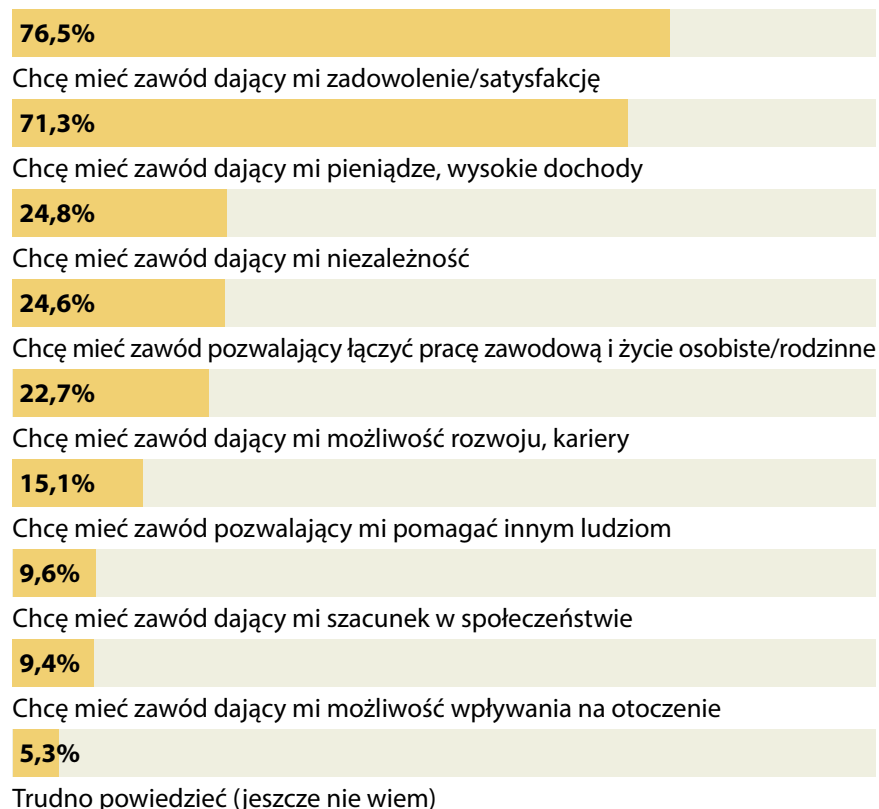 76,5%
Chcę mieć zawód dający mi zadowolenie/satysfakcję
71,3%
Chcę mieć zawód dający mi pieniądze, wysokie dochody
24,8%
Chcę mieć zawód dający mi niezależność
24,6%
Chcę mieć zawód pozwalający łączyć pracę zawodową i życie osobiste/rodzinne
22,7%
Chcę mieć zawód dający mi możliwość rozwoju, kariery
15,1%
Chcę mieć zawód pozwalający mi pomagać innym ludziom
9,6%
Chcę mieć zawód dający mi szacunek w społeczeństwie
9,4%
Chcę mieć zawód dający mi możliwość wpływania na otoczenie
5,3%
Trudno powiedzieć (jeszcze nie wiem)